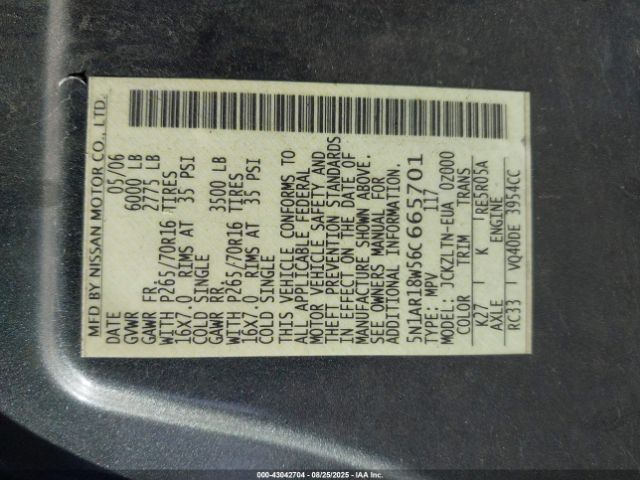 MFD BY NISSAN MOTOR CO., LTD.
DATE 05/06
GVWR 6000 LB
GAWR FR. 2775 LB
WITH P265/70R16 TIRES
16X7.0 RIMS AT 35 PSI
COLD SINGLE
GAWR RR. 3500 LB
WITH P265/70R16 TIRES
16X7.0 RIMS AT 35 PSI
COLD SINGLE
THIS VEHICLE CONFORMS TO
ALL APPLICABLE FEDERAL
MOTOR VEHICLE SAFETY AND
THEFT PREVENTION STANDARDS
IN EFFECT ON THE DATE OF
MANUFACTURE SHOWN ABOVE.
SEE OWNERS MANUAL FOR
ADDITIONAL INFORMATION.
5N1AR18W56C665701
TYPE: MPV 117
MODEL: JCKZLTN-EUA 02000
COLOR TRIM TRANS
K27 K RE5R05A
AXLE ENGINE
RC33 VQ40DE 3954CC
000-43042704 - 08/25/2025 - ©IAA, Inc.